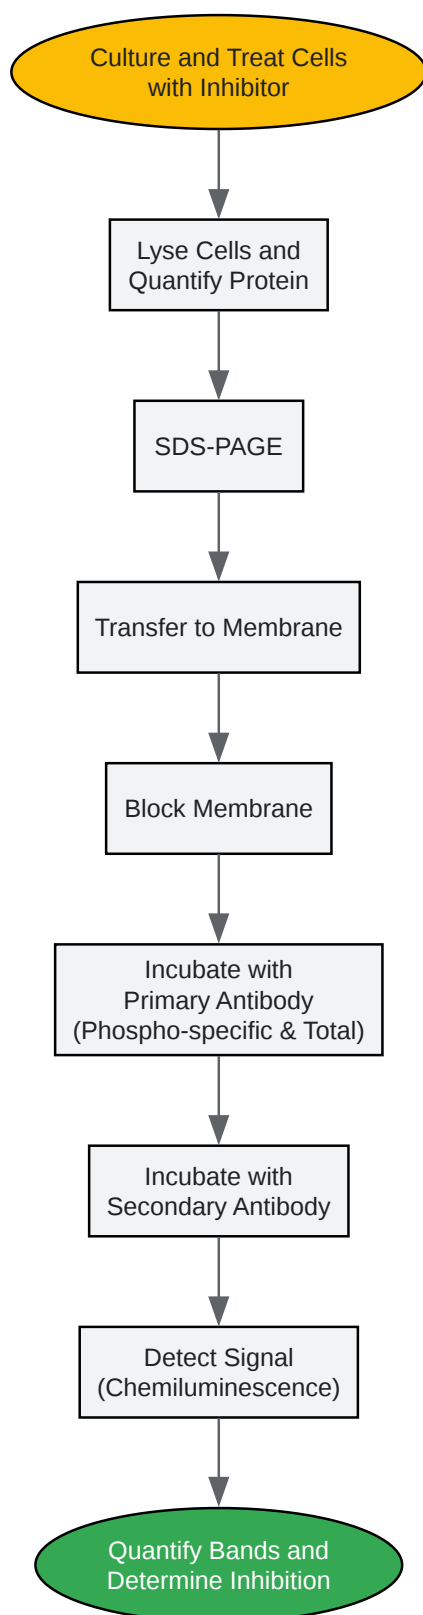 Culture and Treat Cells
with Inhibitor
Lyse Cells and
Quantify Protein
SDS-PAGE
Transfer to Membrane
Block Membrane
Incubate with
Primary Antibody
(Phospho-specific & Total)
Incubate with
Secondary Antibody
Detect Signal
(Chemiluminescence)
Quantify Bands and
Determine Inhibition